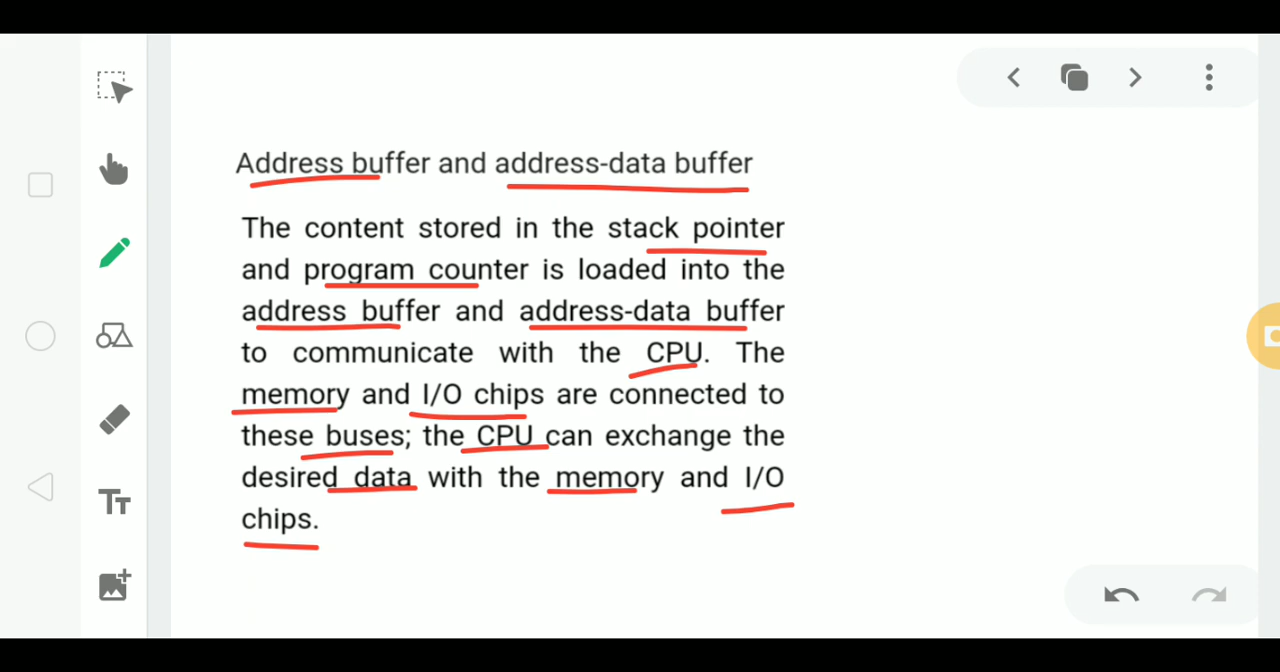 Address buffer and address-data buffer
The content stored in the stack pointer
and program counter is loaded into the
address buffer and address-data buffer
to communicate with the CPU. The
memory and I/O chips are connected to
these buses; the CPU can exchange the
desired data with the memory and I/O
chips.